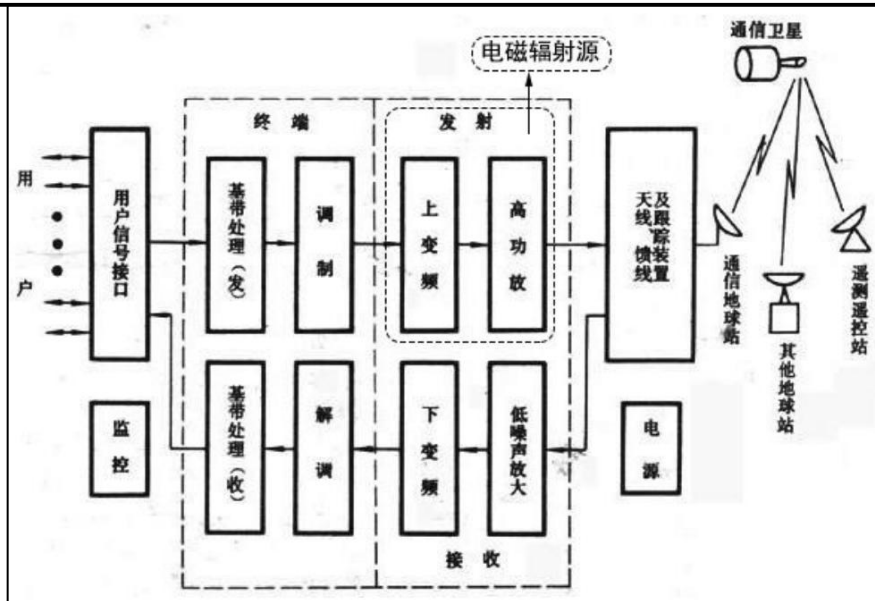 电磁辐射源
通信卫星
终端
发射
用
户
用户信号接口
基带处理(发)
调制
上变频
高功放
天线、馈线
及跟踪装置
通信地球站
其他地球站
遥测遥控站
监控
基带处理(收)
解调
下变频
低噪声放大
电源
接收